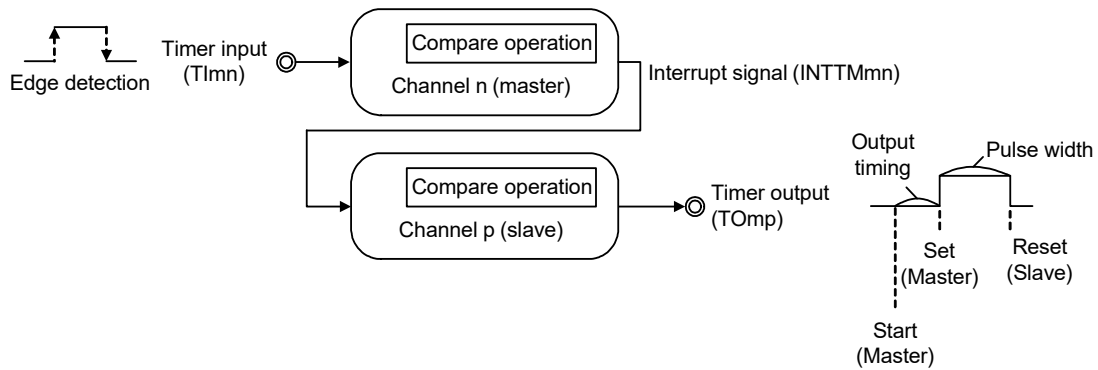 Edge detection
Timer input
(TImn)
Compare operation
Channel n (master)
Interrupt signal (INTTMmn)
Compare operation
Channel p (slave)
Timer output
(TOmp)
Output
timing
Pulse width
Set
(Master)
Reset
(Slave)
Start
(Master)